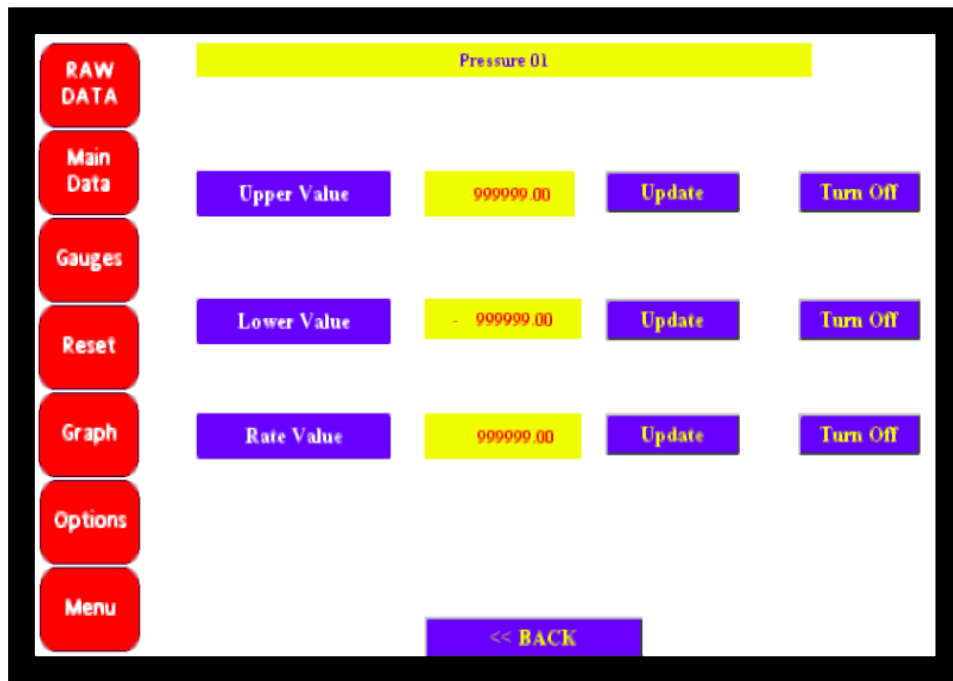 RAW
DATA
Main
Data
Gauges
Reset
Graph
Options
Menu
Pressure 01
Upper Value 999999.00 Update Turn Off
Lower Value - 999999.00 Update Turn Off
Rate Value 999999.00 Update Turn Off
<< BACK